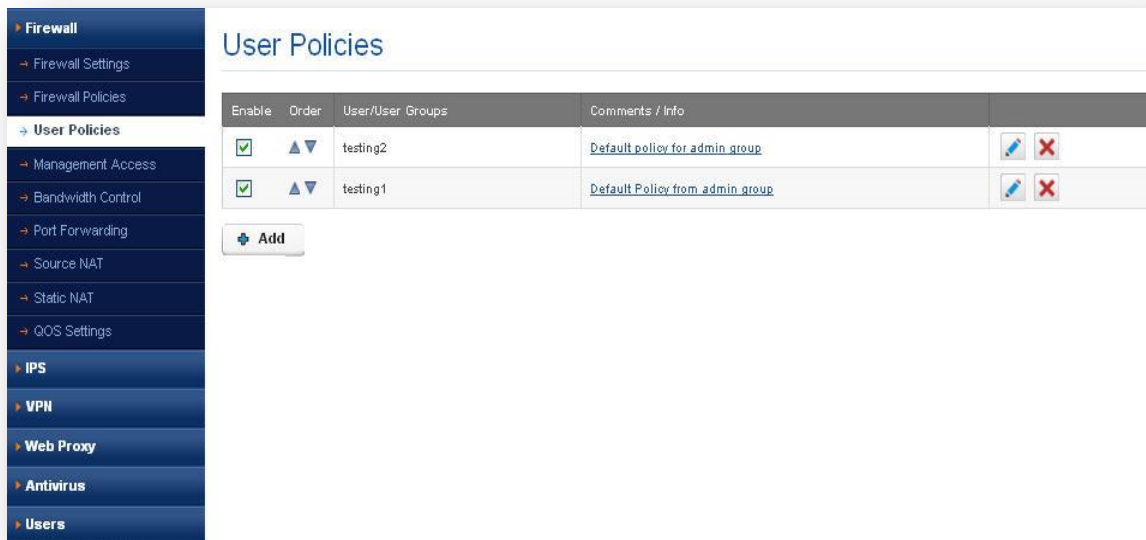 Firewall
Firewall Settings
Firewall Policies
User Policies
Management Access
Bandwidth Control
Port Forwarding
Source NAT
Static NAT
QOS Settings
IPS
VPN
Web Proxy
Antivirus
Users
User Policies
Enable Order User/User Groups Comments / Info
testing2 Default policy for admin group
testing1 Default Policy from admin group
Add